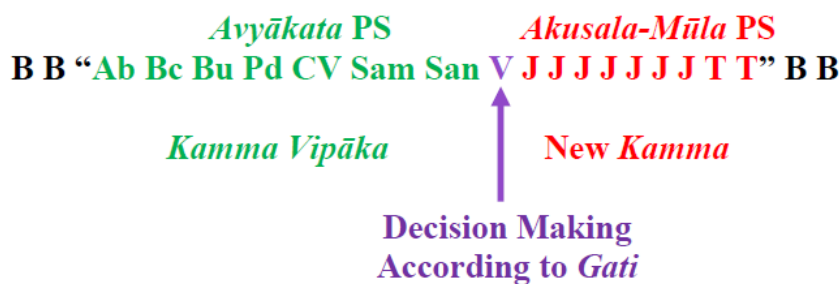 Avyākata PS Akusala-Mūla PS
B B “Ab Bc Bu Pd CV Sam San V J J J J J J J T T” B B
Kamma Vipāka New Kamma
Decision Making
According to Gati